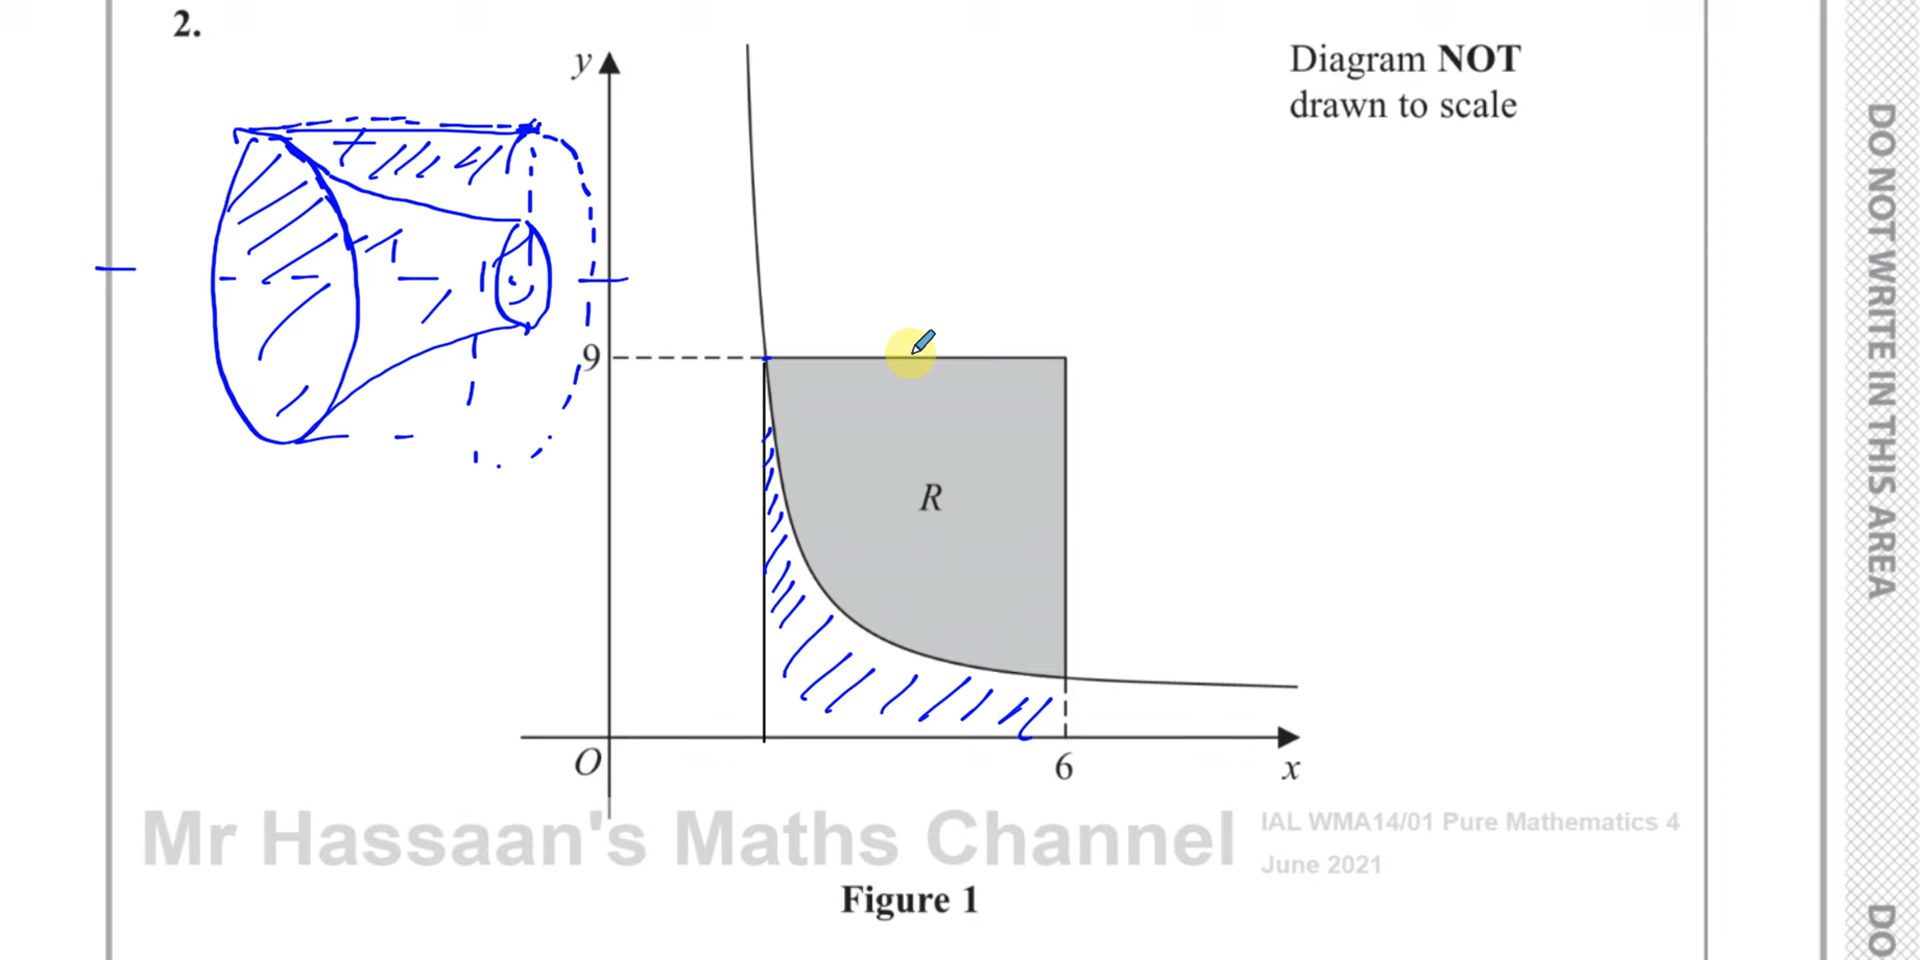 2.
y
Diagram NOT
drawn to scale
9
R
O
6
x
Mr Hassaan's Maths Channel
IAL WMA14/01 Pure Mathematics 4
June 2021
Figure 1
DO NOT WRITE IN THIS AREA
DO